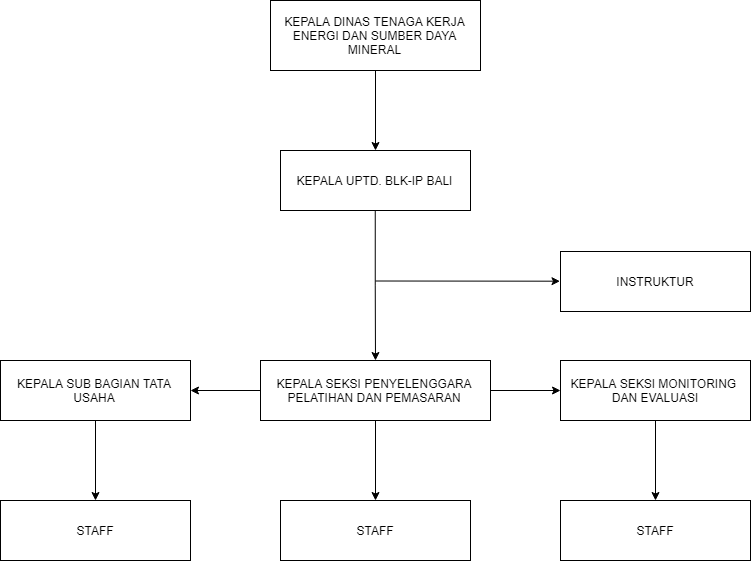 KEPALA DINAS TENAGA KERJA
ENERGI DAN SUMBER DAYA
MINERAL
KEPALA UPTD. BLK-IP BALI
INSTRUKTUR
KEPALA SUB BAGIAN TATA
USAHA
KEPALA SEKSI PENYELENGGARA
PELATIHAN DAN PEMASARAN
KEPALA SEKSI MONITORING
DAN EVALUASI
STAFF
STAFF
STAFF